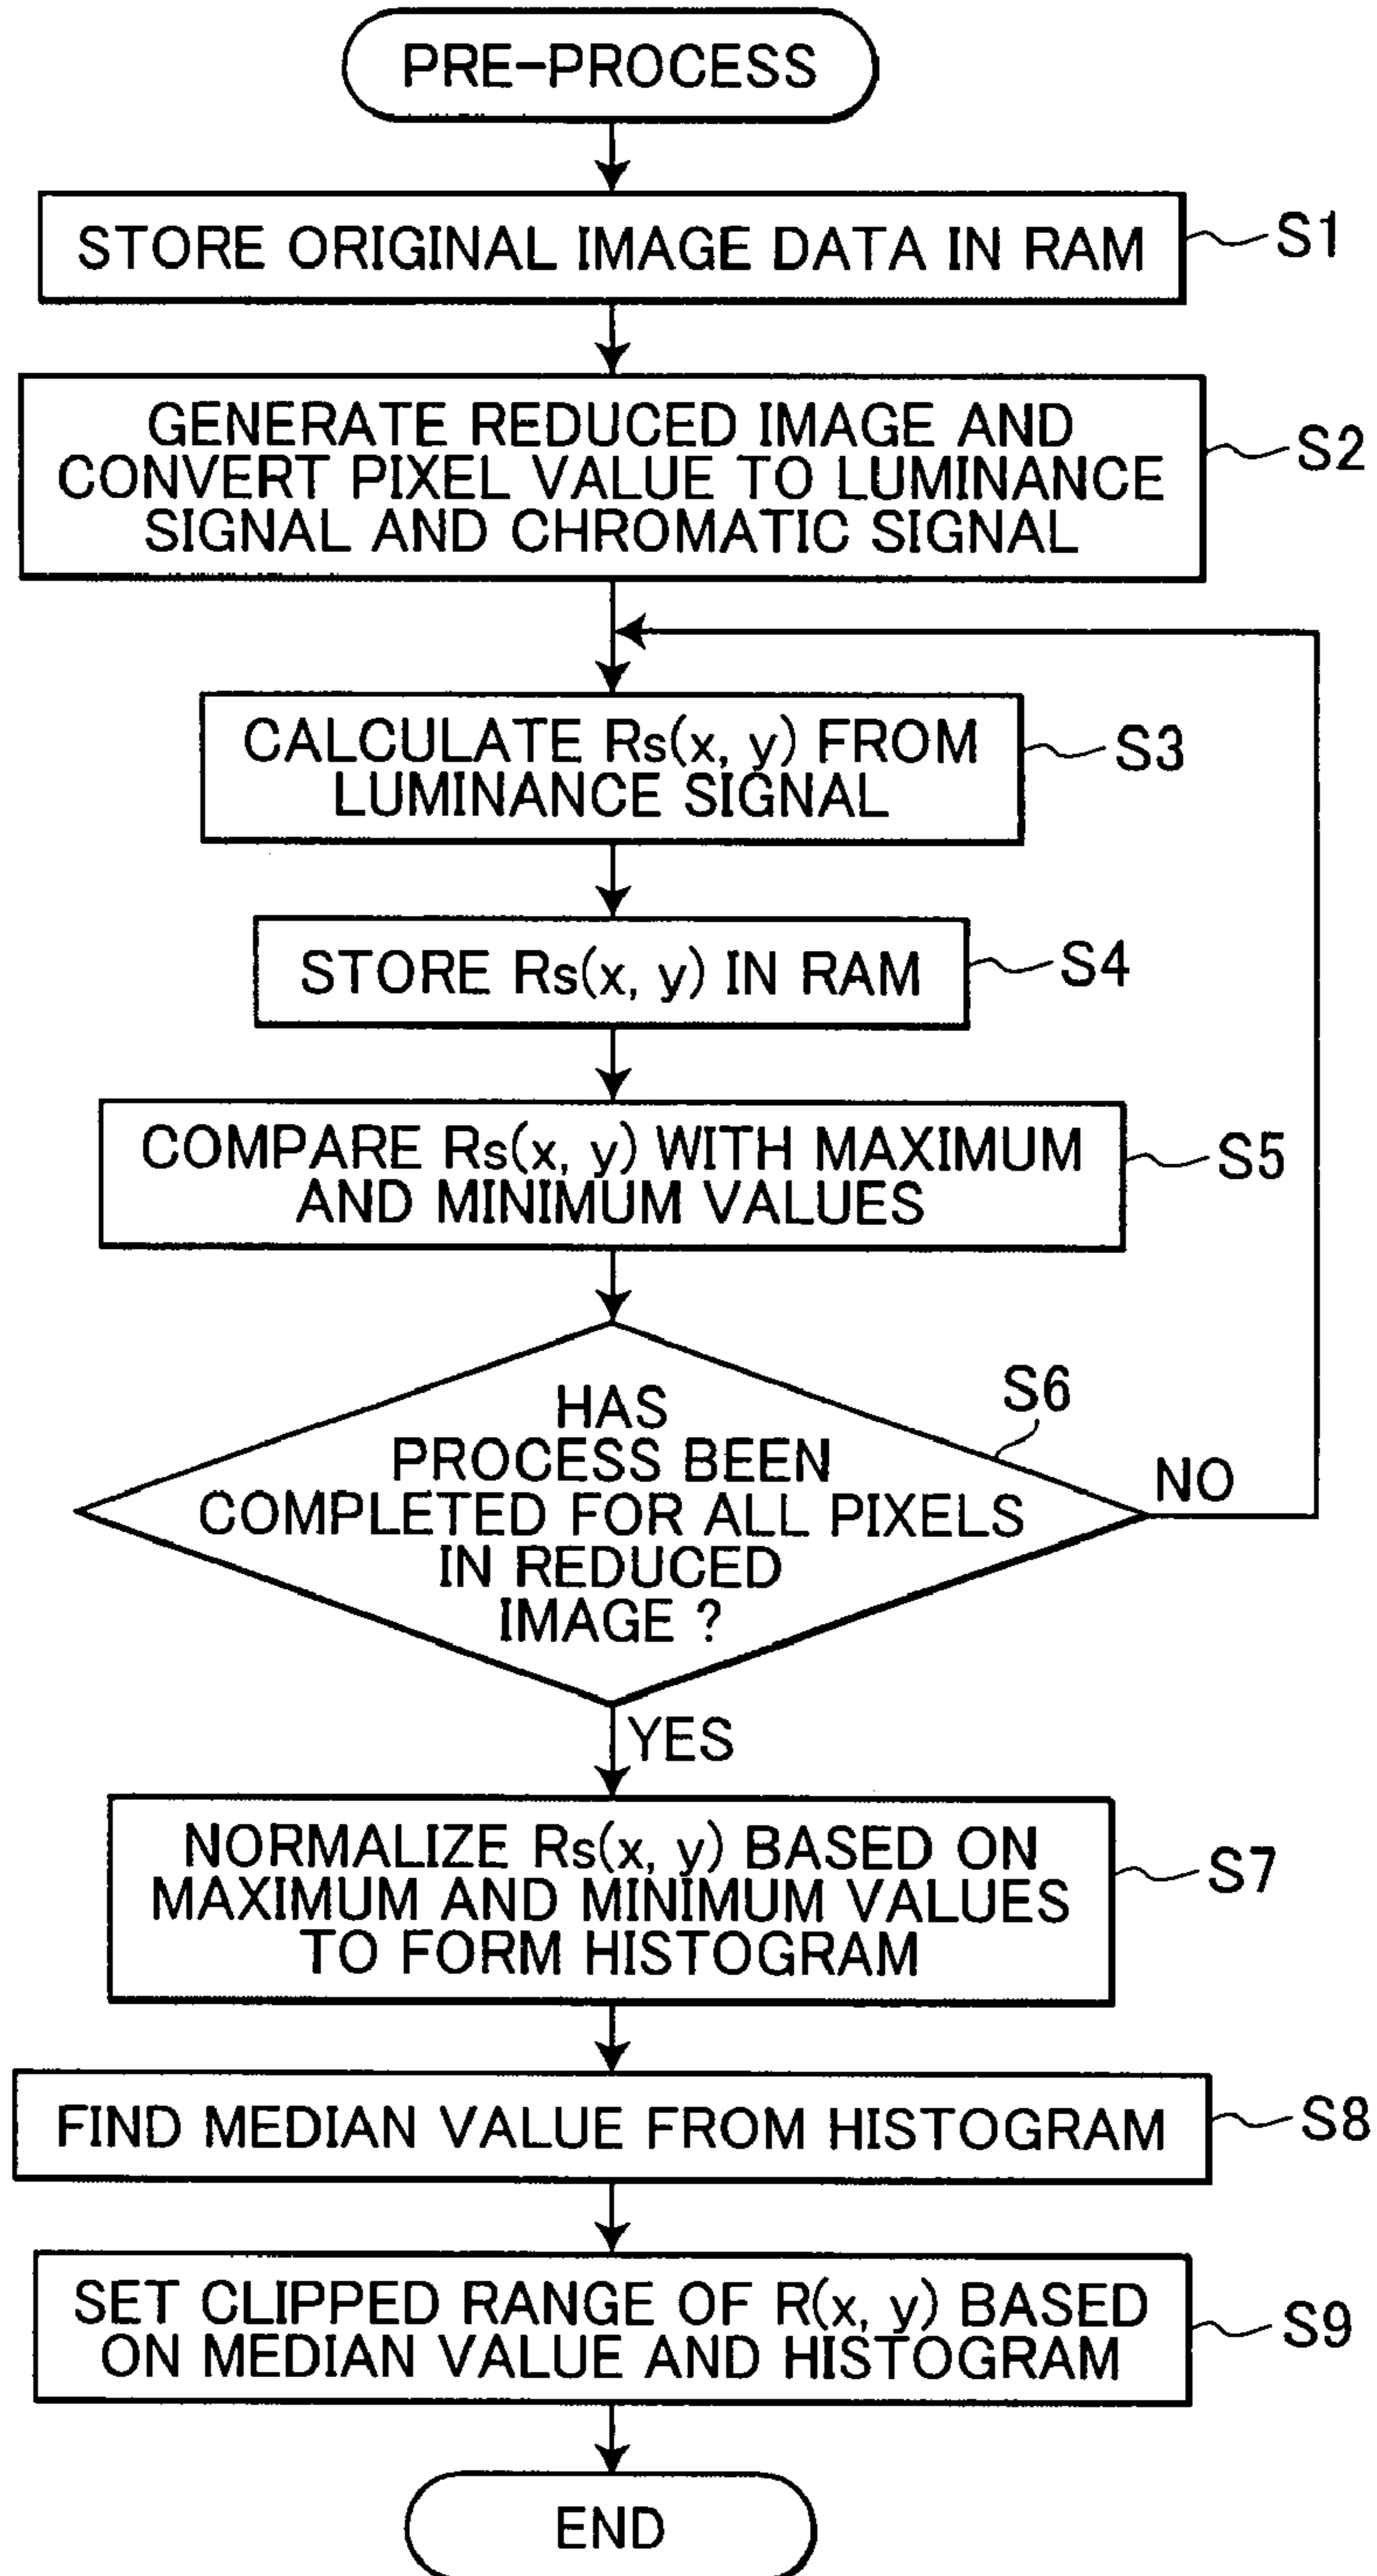 PRE-PROCESS
STORE ORIGINAL IMAGE DATA IN RAM
S1
GENERATE REDUCED IMAGE AND
CONVERT PIXEL VALUE TO LUMINANCE
SIGNAL AND CHROMATIC SIGNAL
S2
CALCULATE Rs(x, y) FROM
LUMINANCE SIGNAL
S3
STORE Rs(x, y) IN RAM
S4
COMPARE Rs(x, y) WITH MAXIMUM
AND MINIMUM VALUES
S5
HAS
PROCESS BEEN
COMPLETED FOR ALL PIXELS
IN REDUCED
IMAGE ?
S6
NO
YES
NORMALIZE Rs(x, y) BASED ON
MAXIMUM AND MINIMUM VALUES
TO FORM HISTOGRAM
S7
FIND MEDIAN VALUE FROM HISTOGRAM
S8
SET CLIPPED RANGE OF R(x, y) BASED
ON MEDIAN VALUE AND HISTOGRAM
S9
END